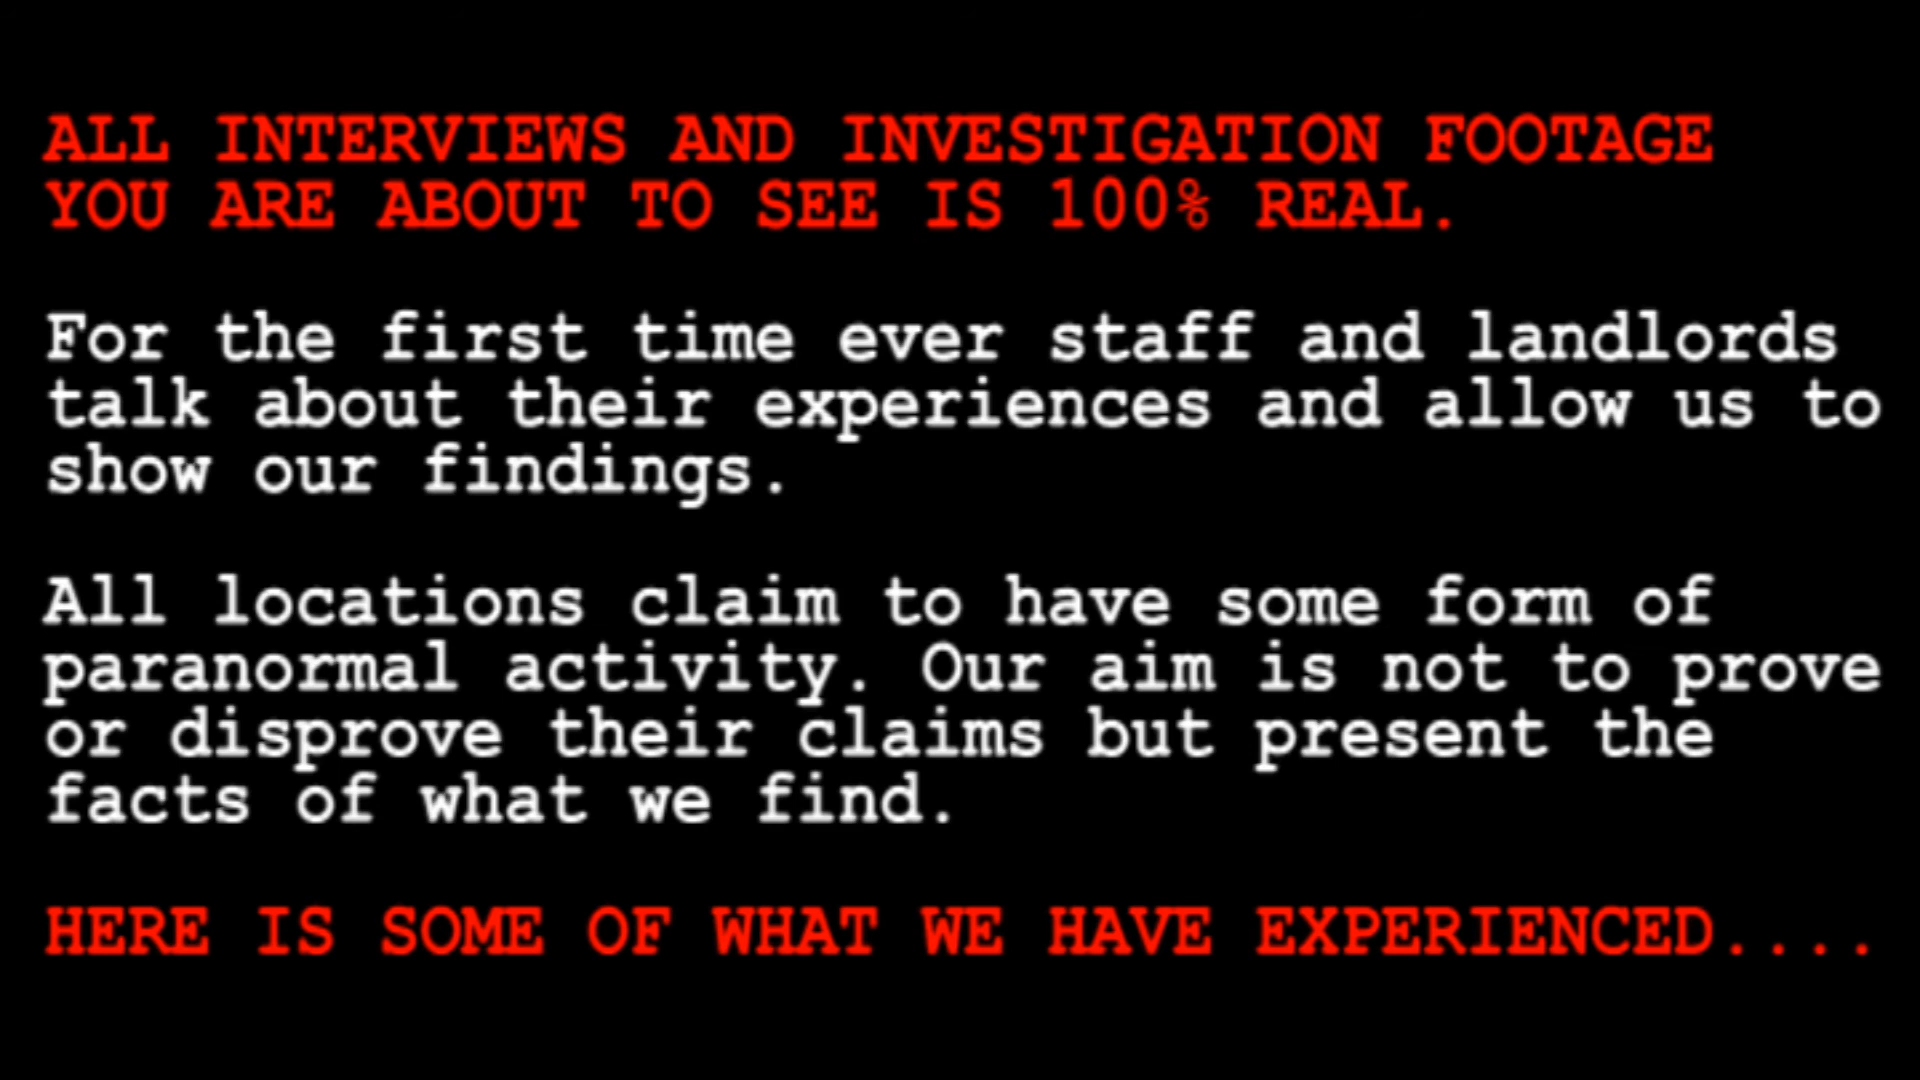 ALL INTERVIEWS AND INVESTIGATION FOOTAGE
YOU ARE ABOUT TO SEE IS 100% REAL.
For the first time ever staff and landlords
talk about their experiences and allow us to
show our findings.
All locations claim to have some form of
paranormal activity. Our aim is not to prove
or disprove their claims but present the
facts of what we find.
HERE IS SOME OF WHAT WE HAVE EXPERIENCED....